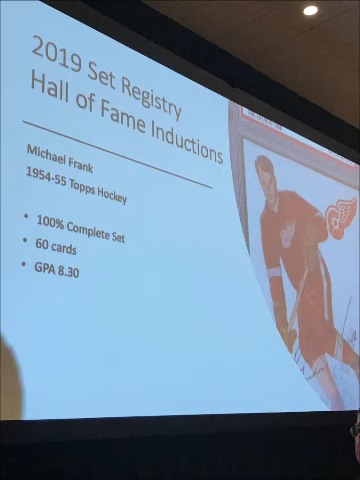 2019 Set Registry
Hall of Fame Inductions
Michael Frank
1954-55 Topps Hockey
• 100% Complete Set
• 60 cards
• GPA 8.30